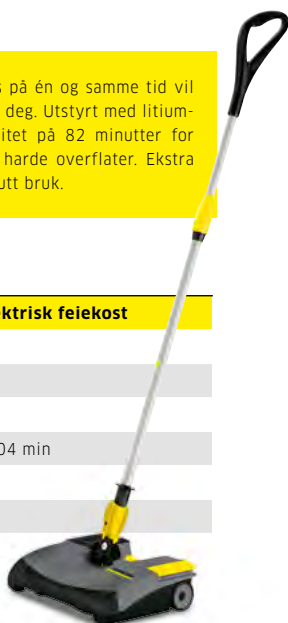 på én og samme tid vil
deg. Utstyrt med litium-
itet på 82 minutter for
harde overflater. Ekstra
utt bruk.
ktrisk feiekost
04 min